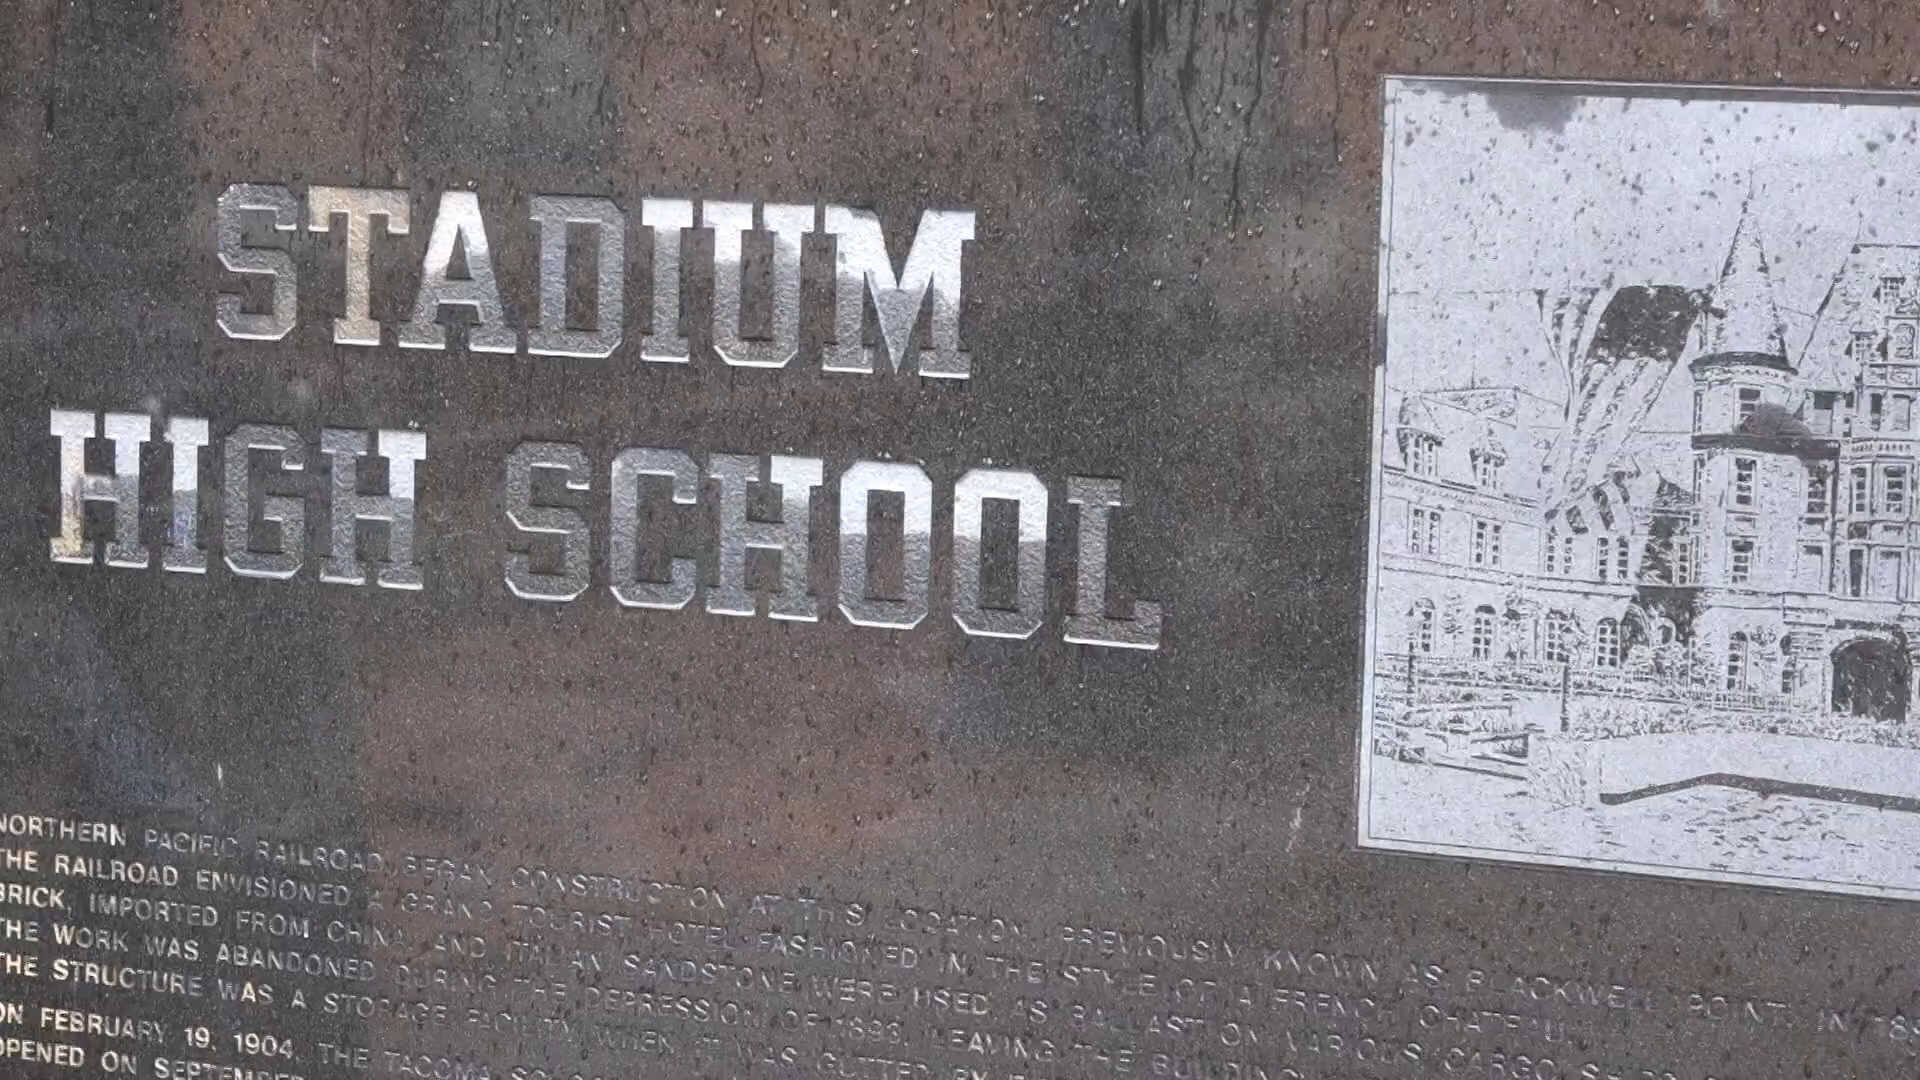 STADIUM
HIGH SCHOOL
NORTHERN PACIFIC RAILROAD BEGAN CONSTRUCTION AT THIS LOCATION, PREVIOUSLY KNOWN AS BLACKWELL POINT, IN
THE RAILROAD ENVISIONED A GRAND TOURIST HOTEL FASHIONED IN THE STYLE OF A FRENCH CHATEAU.
BRICK, IMPORTED FROM CHINA, AND ITALIAN SANDSTONE WERE USED AS BALLAST ON VARIOUS CARGO SHIPS
THE WORK WAS ABANDONED DURING THE DEPRESSION OF 1893, LEAVING THE BUILDING
THE STRUCTURE WAS A STORAGE FACILITY WHEN IT WAS GUTTED BY
ON FEBRUARY 19, 1904, THE TACOMA
OPENED ON SEPTEMBER